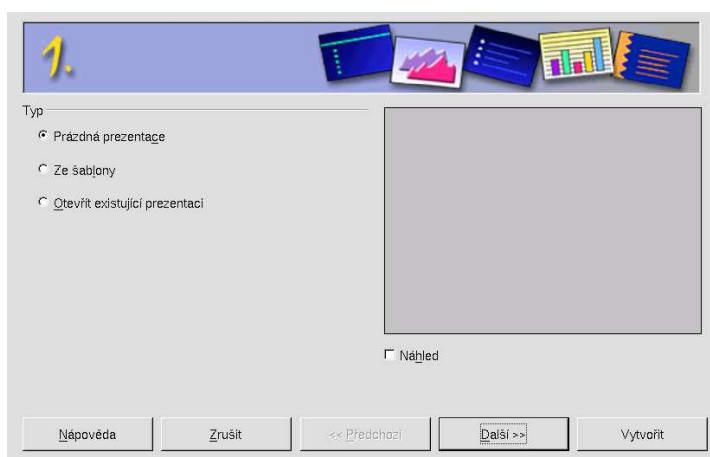 1.
Typ
Prázdná prezentace
Ze šablony
Otevřít existující prezentaci
Náhled
Nápověda
Zrušit
<< Předchozí
Další >>
Vytvořit